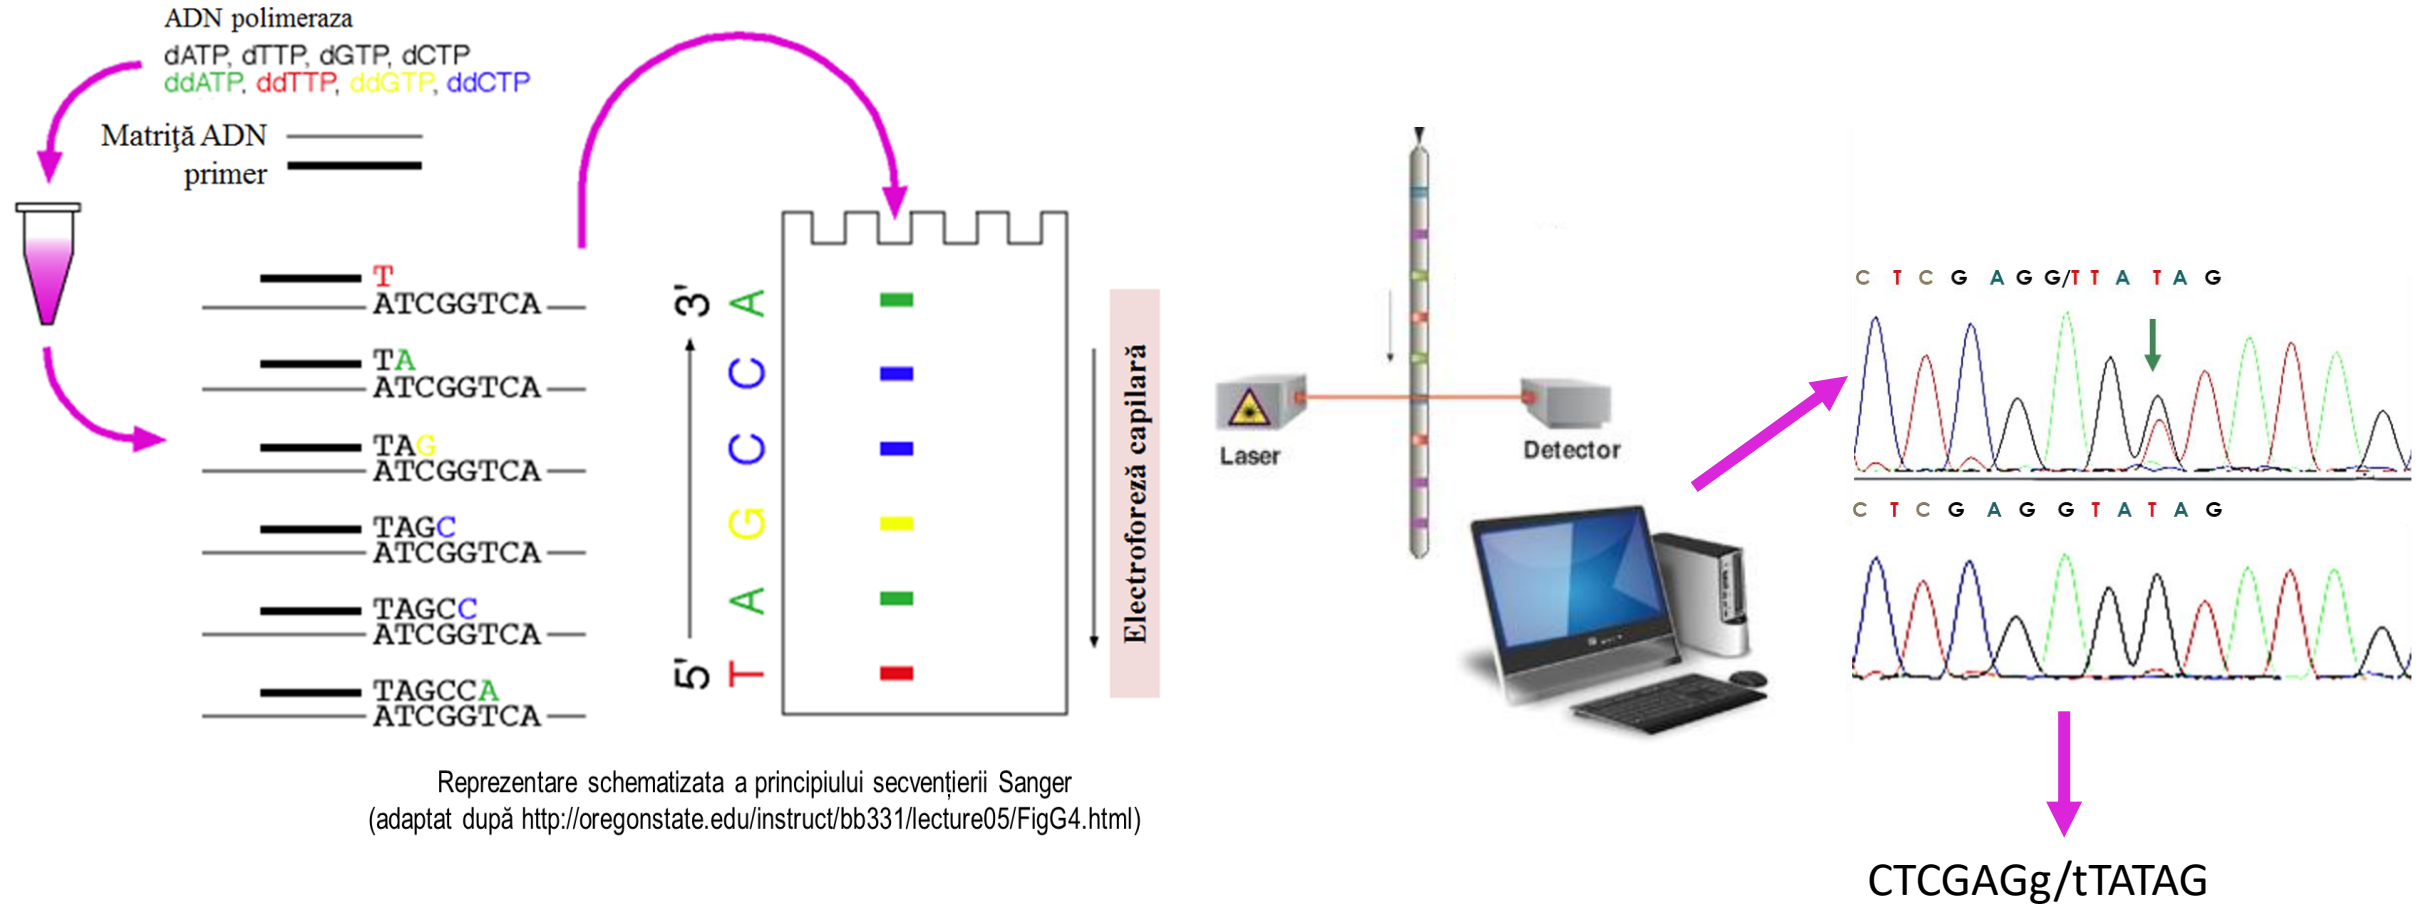 ADN polimeraza
dATP, dTTP, dGTP, dCTP
ddATP, ddTTP, ddGTP, ddCTP
Matriţă ADN
primer
T
ATCGGTCA
TA
ATCGGTCA
TAG
ATCGGTCA
TAGC
ATCGGTCA
TAGCC
ATCGGTCA
TAGCCA
ATCGGTCA
5' T A G C C A 3'
Electroforeză capilară
Laser
Detector
C T C G A G G/T T A T A G
C T C G A G G T A T A G
CTCGAGg/tTATAG
Reprezentare schematizata a principiului secvențierii Sanger
(adaptat după http://oregonstate.edu/instruct/bb331/lecture05/FigG4.html)